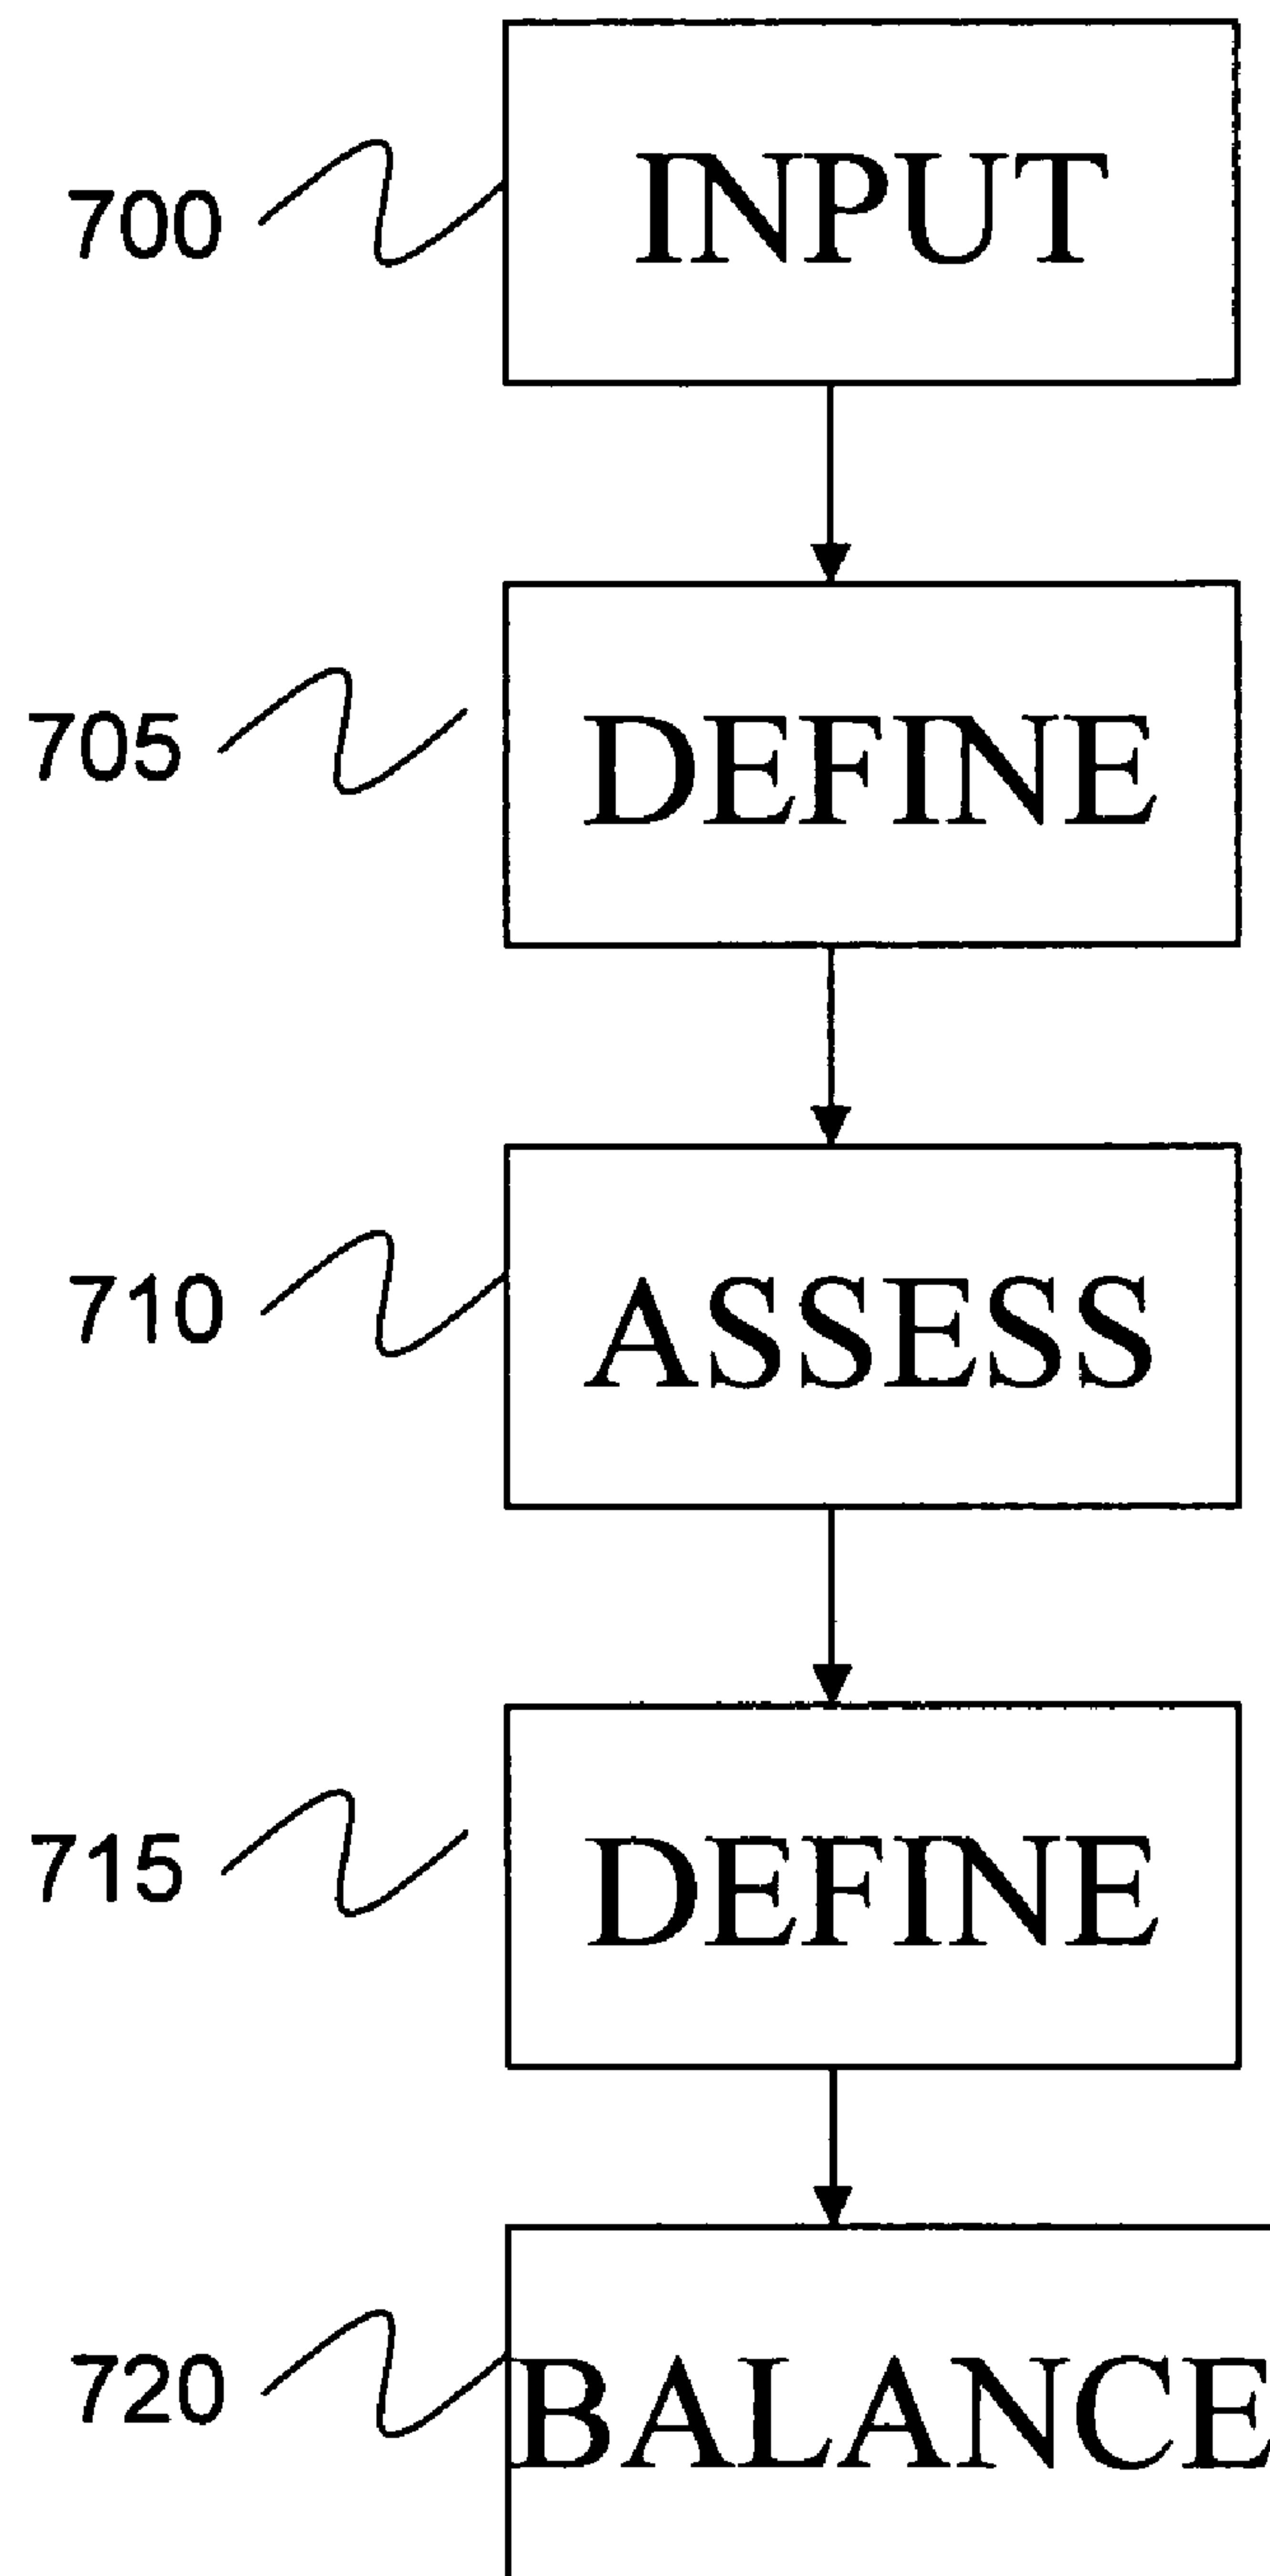 700 INPUT
705 DEFINE
710 ASSESS
715 DEFINE
720 BALANCE